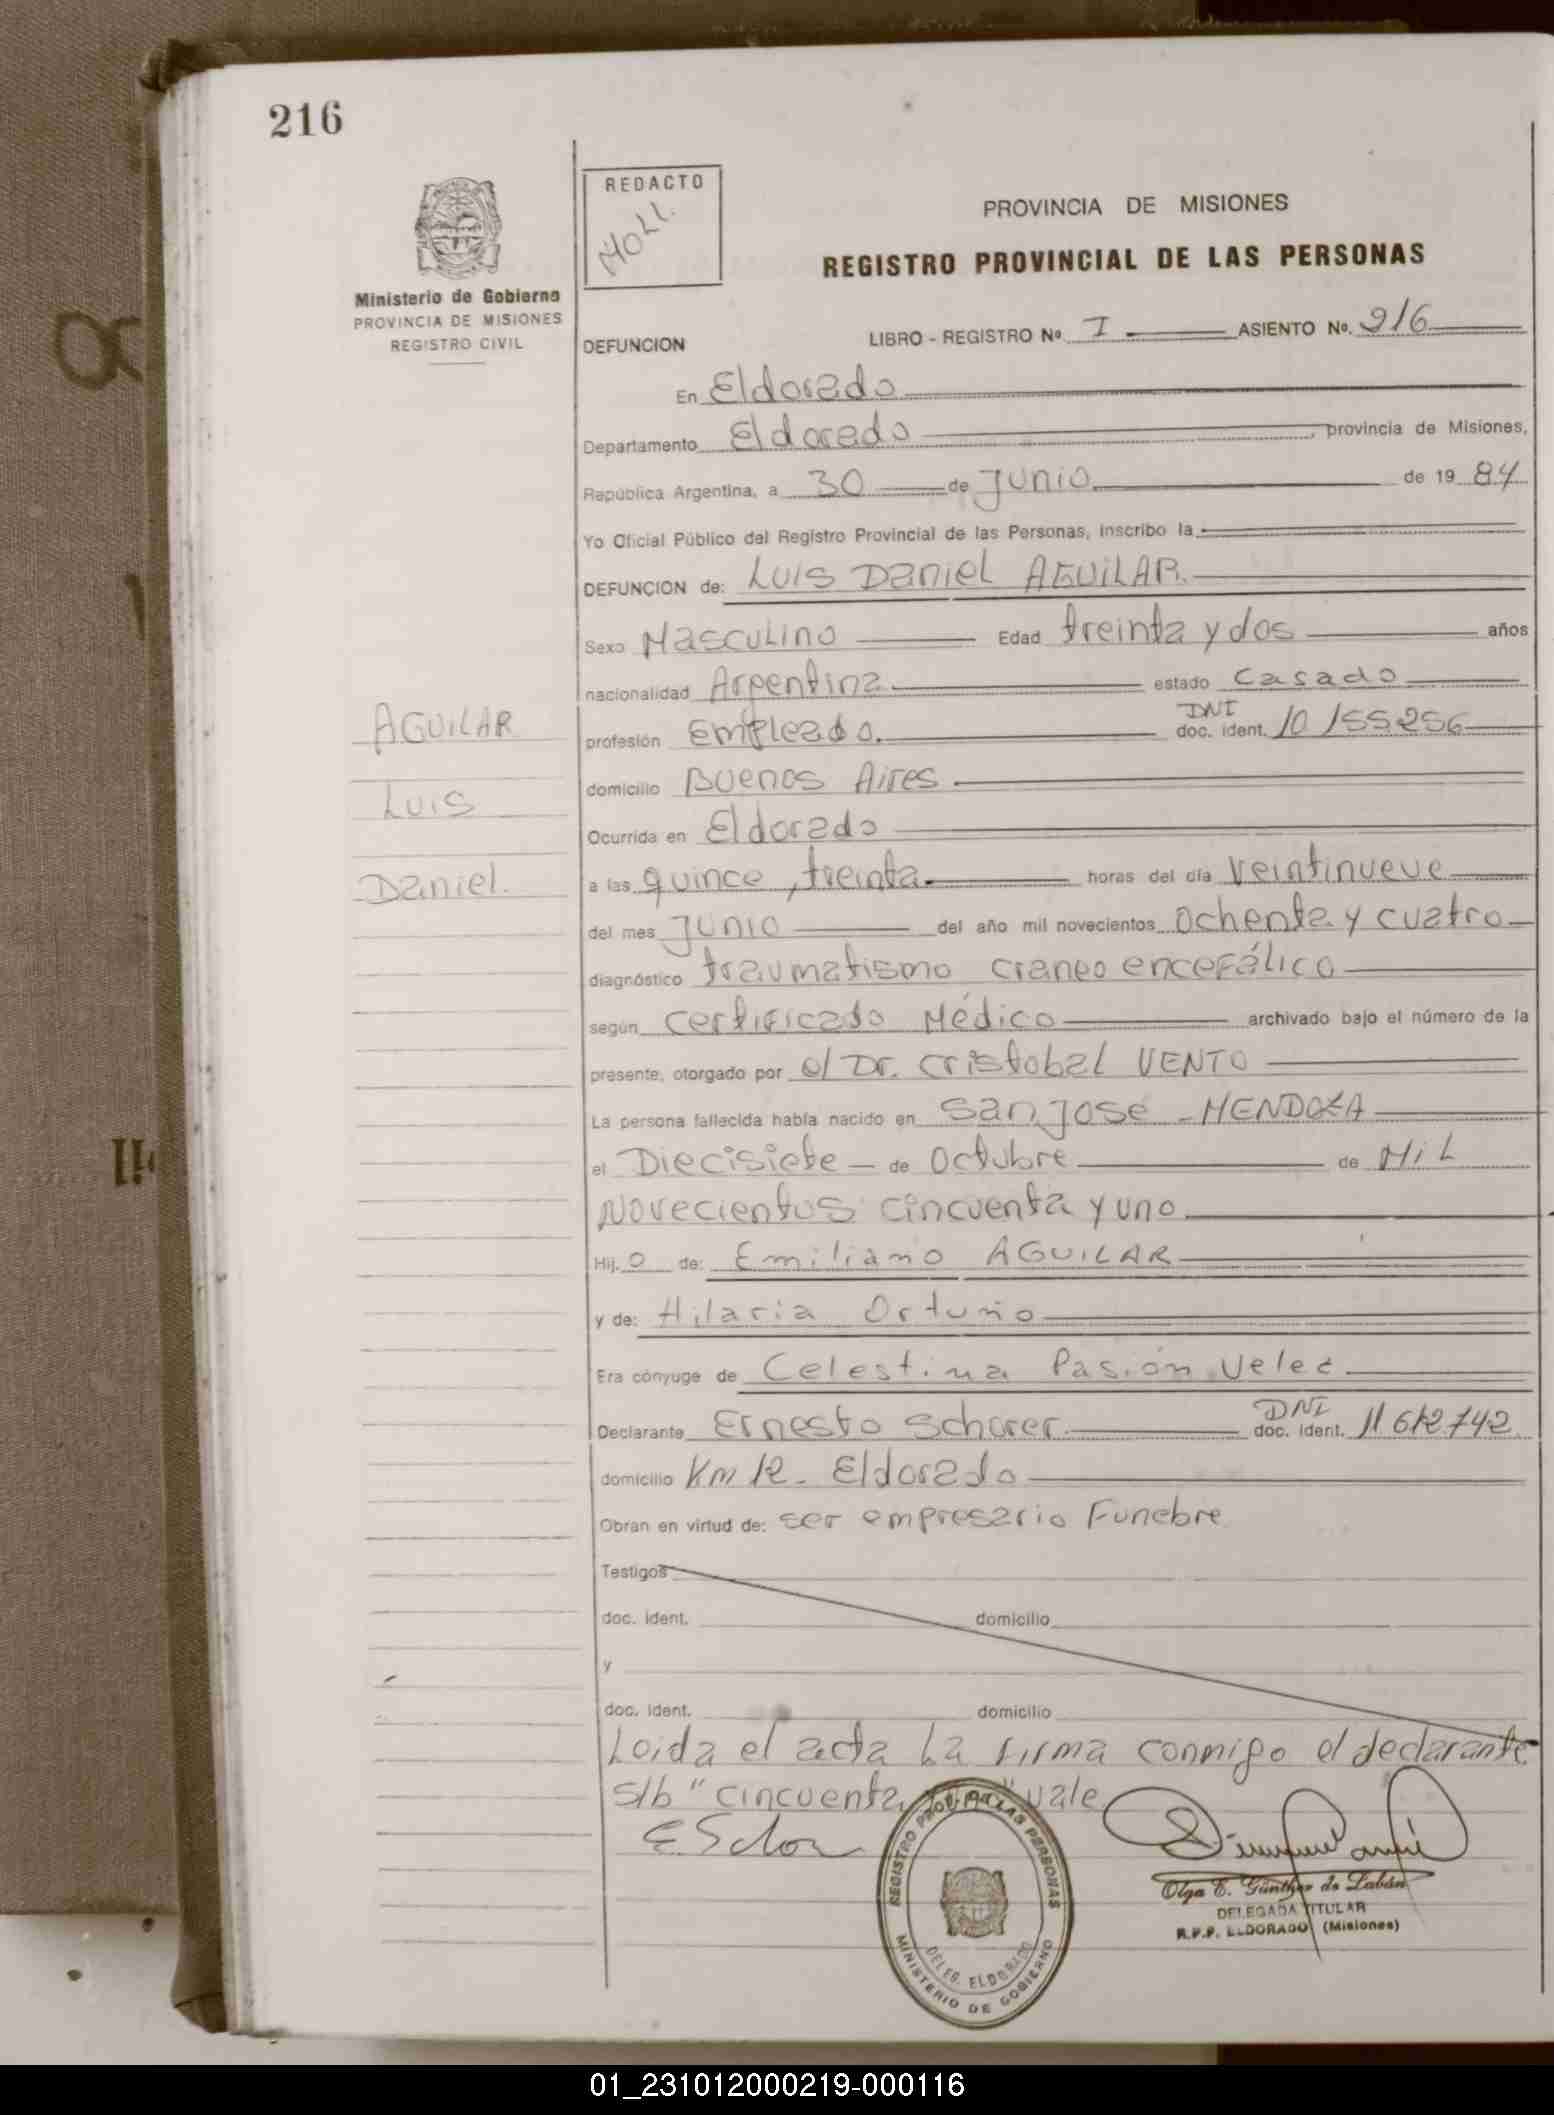 216
REDACTO
MOLL.
Ministerio de Gobierno
PROVINCIA DE MISIONES
REGISTRO CIVIL
PROVINCIA DE MISIONES
REGISTRO PROVINCIAL DE LAS PERSONAS
DEFUNCION LIBRO - REGISTRO Nº. I ASIENTO Nº. 216
En Eldorado
Departamento Eldorado, provincia de Misiones,
República Argentina, a 30 de Junio de 19 84
Yo Oficial Público del Registro Provincial de las Personas, inscribo la
DEFUNCION de: Luis Daniel AGUILAR.
Sexo Masculino Edad treinta y dos años
nacionalidad Argentina estado Casado
AGUILAR
Luis
Daniel.
profesión Empleado. DNI doc. ident. 10 155256
domicilio Buenos Aires
Ocurrida en Eldorado
a las quince, treinta. horas del día Veintinueve
del mes Junio del año mil novecientos Ochenta y cuatro
diagnóstico traumatismo craneo encefálico
según Certificado Médico archivado bajo el número de la
presente, otorgado por el Dr. Cristobal VENTO
La persona fallecida había nacido en San José - MENDOZA
el Diecisiete de Octubre de Mil
Novecientos cincuenta y uno
Hij. o de: Emiliano AGUILAR
y de: Hilaria Ortuño
Era cónyuge de Celestina Pasión Velez
Declarante Ernesto Schorer DNI doc. ident. 11 612.742
domicilio Km 12 - Eldorado
Obran en virtud de: ser empresario Funebre
Testigos
doc. ident. domicilio
y
doc. ident. domicilio
Leida el acta La firma conmigo el declarante
S/b "cincuenta " vale
REGISTRO PROV. DE LAS PERSONAS
DELEG. ELDORADO
MINISTERIO DE GOBIERNO
Olga E. Günther de Labán
DELEGADA TITULAR
R.P.P. ELDORADO (Misiones)
01_231012000219-000116